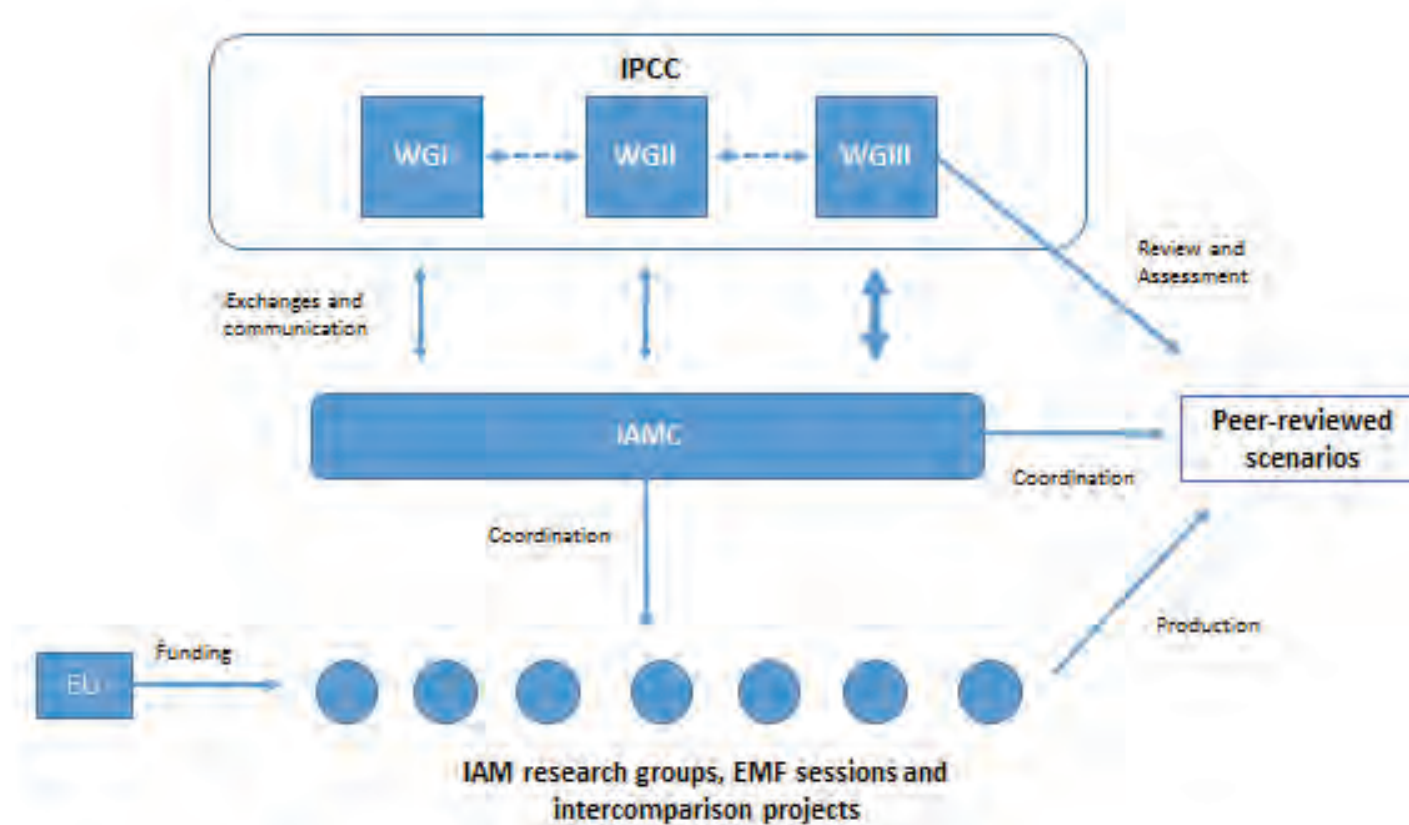 IPCC
WGI
WGII
WGIII
Review and
Assessment
Exchanges and
communication
IAMC
Peer-reviewed
scenarios
Coordination
Coordination
Production
Funding
EU
IAM research groups, EMF sessions and
intercomparison projects